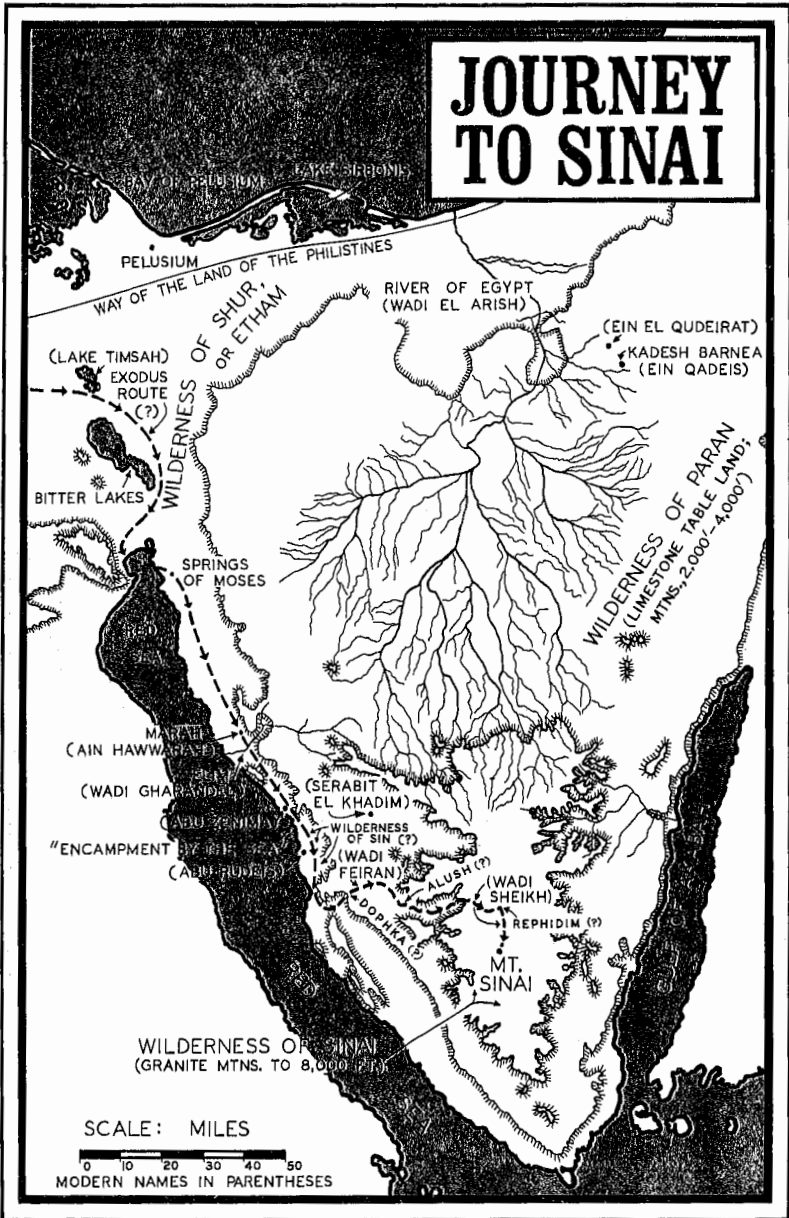 JOURNEY
TO SINAI
BAY OF PELUSIUM
LAKE SIRBONIS
PELUSIUM
WAY OF THE LAND OF THE PHILISTINES
RIVER OF EGYPT
(WADI EL ARISH)
(EIN EL QUDEIRAT)
KADESH BARNEA
(EIN QADEIS)
WILDERNESS OF SHUR,
OR ETHAM
(LAKE TIMSAH)
EXODUS
ROUTE
(?)
BITTER LAKES
WILDERNESS OF PARAN
(LIMESTONE TABLE LAND;
MTNS., 2,000'–4,000')
SPRINGS
OF MOSES
RED
SEA
MARAH
(AIN HAWWARAH)
ELIM
(WADI GHARANDEL)
(SERABIT
EL KHADIM)
(ABU ZENIMAH)
WILDERNESS
OF SIN (?)
"ENCAMPMENT BY THE SEA"
(ABU RUDEIS)
(WADI
FEIRAN)
ALUSH (?)
(WADI
SHEIKH)
DOPHKA (?)
REPHIDIM (?)
MT.
SINAI
RED
WILDERNESS OF SINAI
(GRANITE MTNS. TO 8,000 FT.)
SCALE: MILES
0 10 20 30 40 50
MODERN NAMES IN PARENTHESES